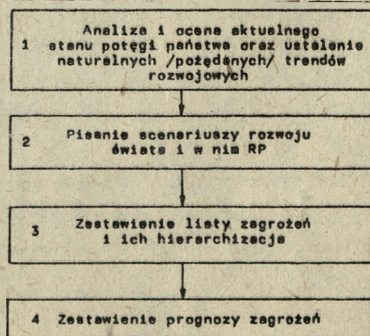 Analiza i ocena aktualnego
1 stanu potęgi państwa oraz ustalenie
naturalnych /pożądanych/ trendów
rozwojowych
Pisanie scenariuszy rozwoju
2 świata i w nim RP
3 Zestawienie listy zagrożeń
i ich hierarchizacja
4 Zestawienie prognozy zagrożeń